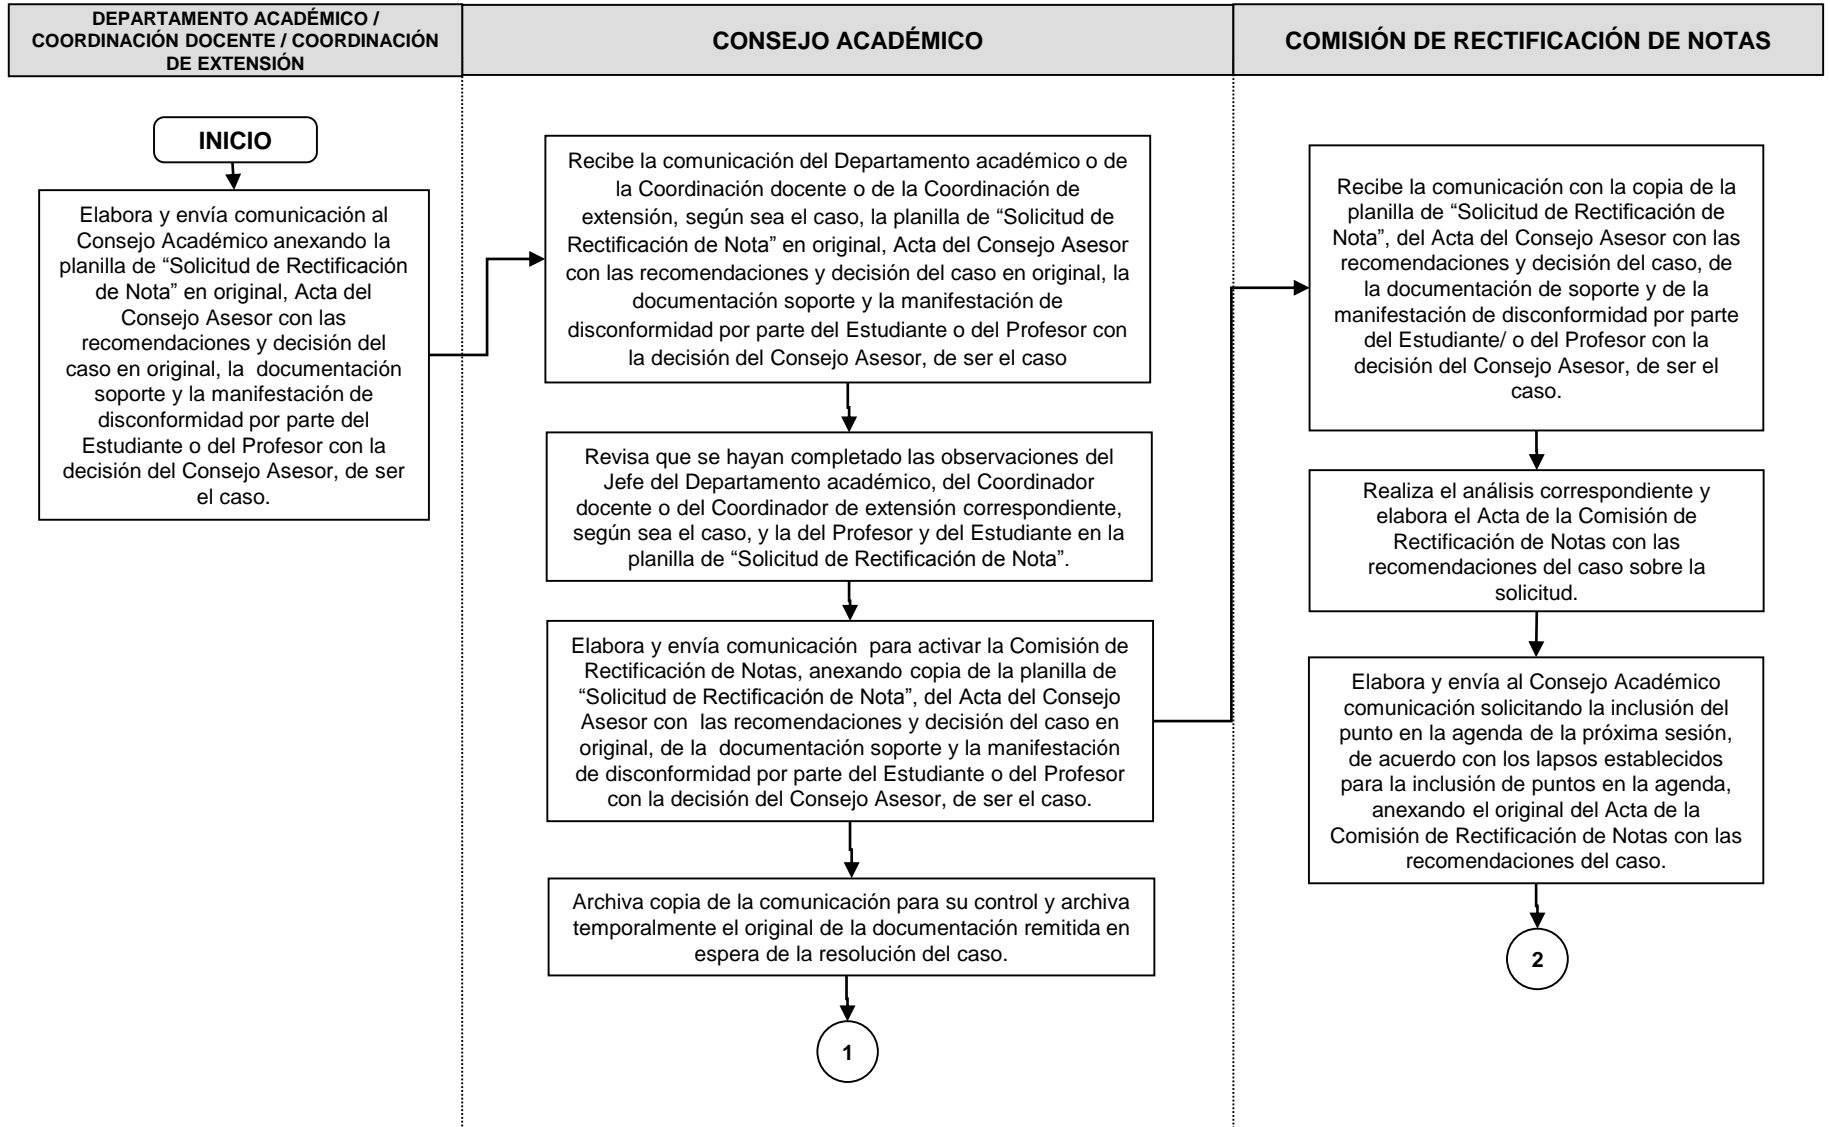 DEPARTAMENTO ACADÉMICO /
COORDINACIÓN DOCENTE / COORDINACIÓN
DE EXTENSIÓN
CONSEJO ACADÉMICO
COMISIÓN DE RECTIFICACIÓN DE NOTAS
INICIO
Elabora y envía comunicación al
Consejo Académico anexando la
planilla de “Solicitud de Rectificación
de Nota” en original, Acta del
Consejo Asesor con las
recomendaciones y decisión del
caso en original, la documentación
soporte y la manifestación de
disconformidad por parte del
Estudiante o del Profesor con la
decisión del Consejo Asesor, de ser
el caso.
Recibe la comunicación del Departamento académico o de
la Coordinación docente o de la Coordinación de
extensión, según sea el caso, la planilla de “Solicitud de
Rectificación de Nota” en original, Acta del Consejo Asesor
con las recomendaciones y decisión del caso en original, la
documentación soporte y la manifestación de
disconformidad por parte del Estudiante o del Profesor con
la decisión del Consejo Asesor, de ser el caso
Revisa que se hayan completado las observaciones del
Jefe del Departamento académico, del Coordinador
docente o del Coordinador de extensión correspondiente,
según sea el caso, y la del Profesor y del Estudiante en la
planilla de “Solicitud de Rectificación de Nota”.
Elabora y envía comunicación para activar la Comisión de
Rectificación de Notas, anexando copia de la planilla de
“Solicitud de Rectificación de Nota”, del Acta del Consejo
Asesor con las recomendaciones y decisión del caso en
original, de la documentación soporte y la manifestación
de disconformidad por parte del Estudiante o del Profesor
con la decisión del Consejo Asesor, de ser el caso.
Archiva copia de la comunicación para su control y archiva
temporalmente el original de la documentación remitida en
espera de la resolución del caso.
1
Recibe la comunicación con la copia de la
planilla de “Solicitud de Rectificación de
Nota”, del Acta del Consejo Asesor con las
recomendaciones y decisión del caso, de
la documentación de soporte y de la
manifestación de disconformidad por parte
del Estudiante/ o del Profesor con la
decisión del Consejo Asesor, de ser el
caso.
Realiza el análisis correspondiente y
elabora el Acta de la Comisión de
Rectificación de Notas con las
recomendaciones del caso sobre la
solicitud.
Elabora y envía al Consejo Académico
comunicación solicitando la inclusión del
punto en la agenda de la próxima sesión,
de acuerdo con los lapsos establecidos
para la inclusión de puntos en la agenda,
anexando el original del Acta de la
Comisión de Rectificación de Notas con las
recomendaciones del caso.
2